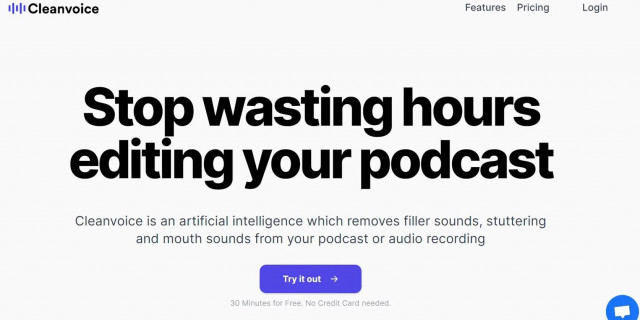 Cleanvoice
Features Pricing Login
Stop wasting hours
editing your podcast
Cleanvoice is an artificial intelligence which removes filler sounds, stuttering
and mouth sounds from your podcast or audio recording
Try it out →
30 Minutes for Free. No Credit Card needed.